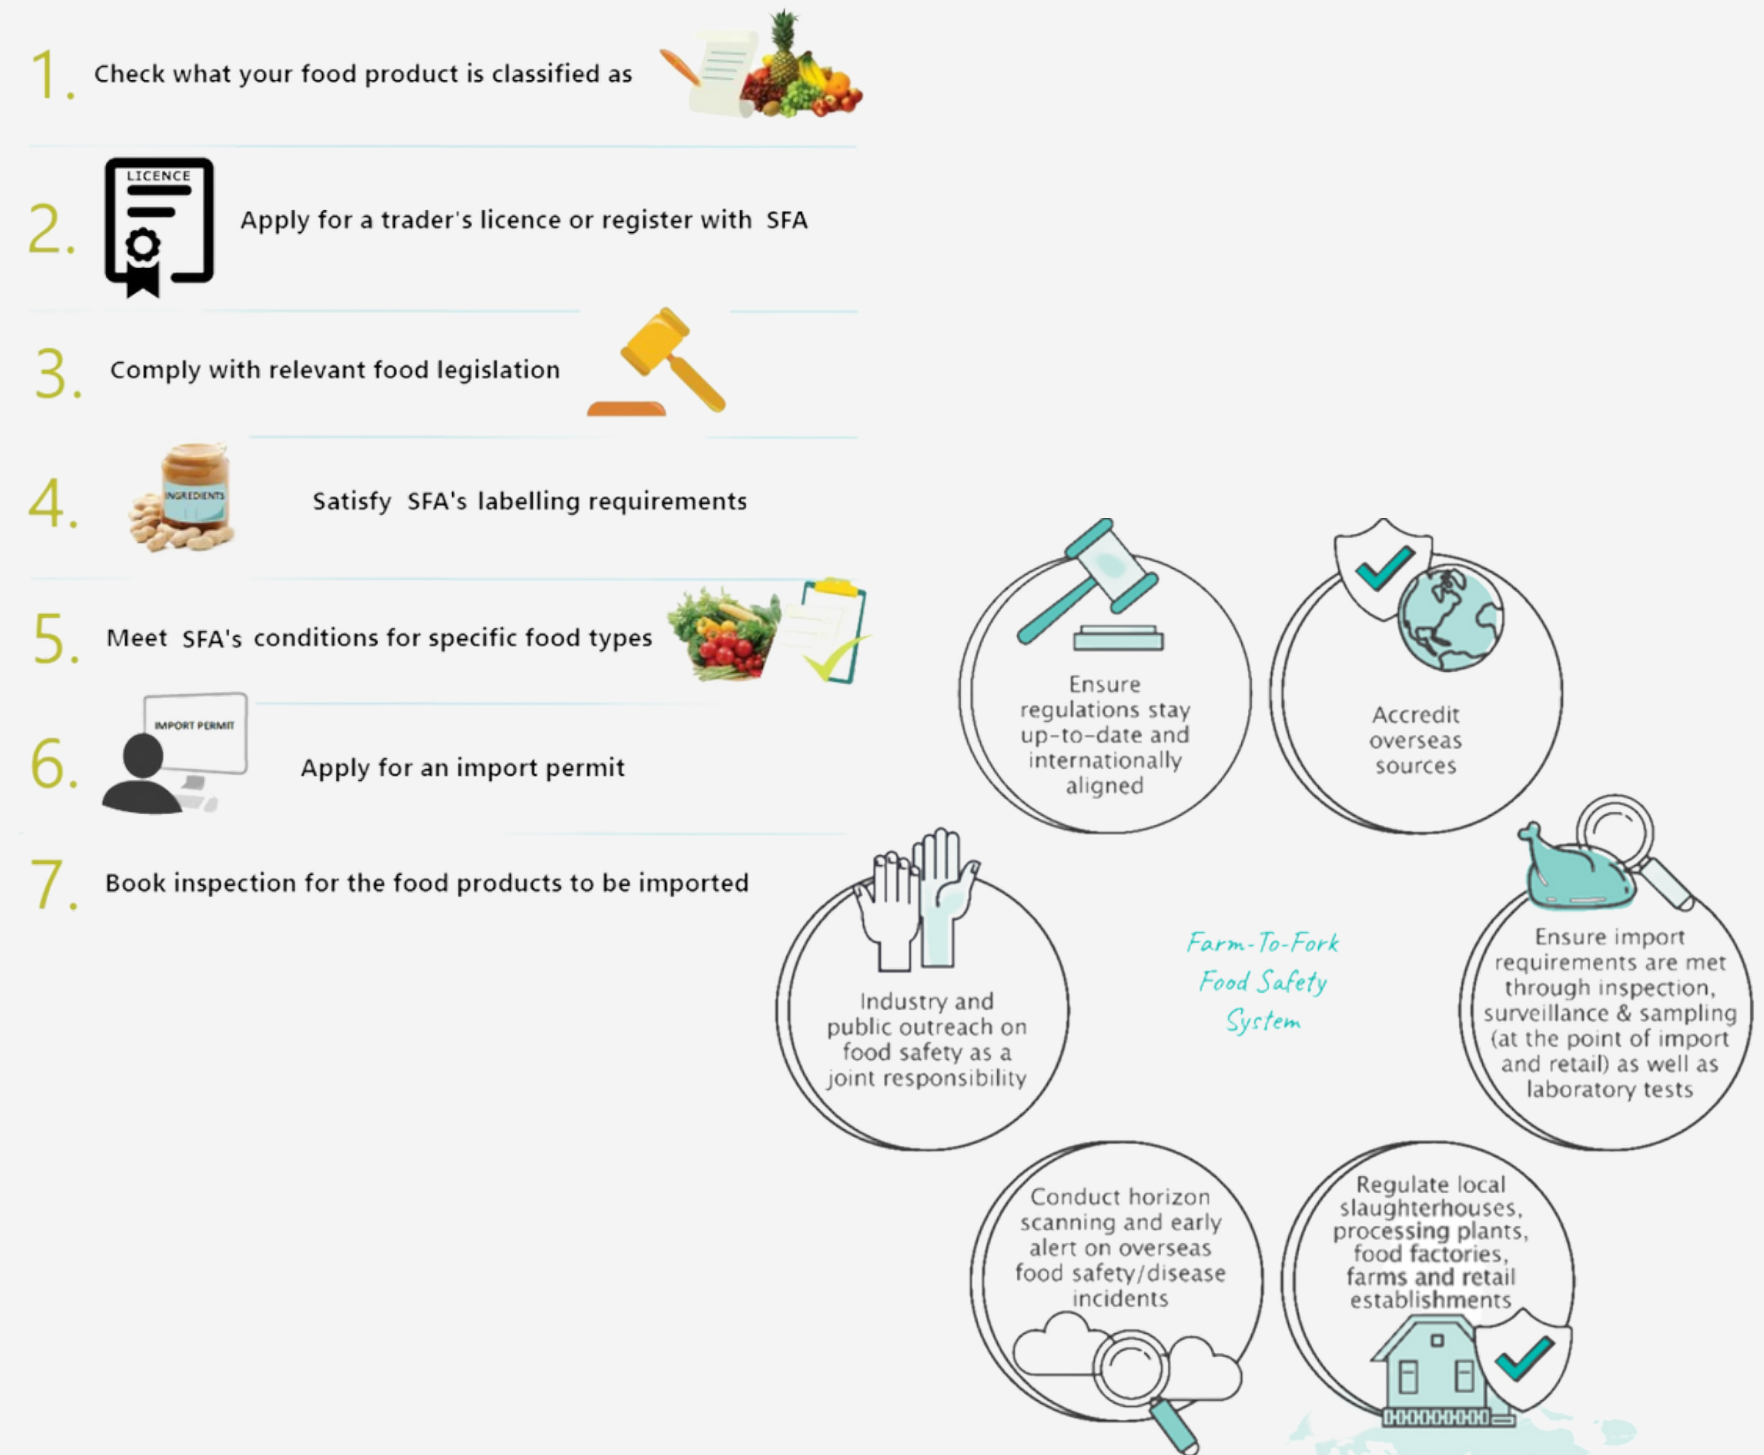 1. Check what your food product is classified as
LICENCE
2. Apply for a trader's licence or register with SFA
3. Comply with relevant food legislation
INGREDIENTS
4. Satisfy SFA's labelling requirements
5. Meet SFA's conditions for specific food types
IMPORT PERMIT
6. Apply for an import permit
7. Book inspection for the food products to be imported
Ensure
regulations stay
up-to-date and
internationally
aligned
Accredit
overseas
sources
Industry and
public outreach on
food safety as a
joint responsibility
Farm-To-Fork
Food Safety
System
Ensure import
requirements are met
through inspection,
surveillance & sampling
(at the point of import
and retail) as well as
laboratory tests
Conduct horizon
scanning and early
alert on overseas
food safety/disease
incidents
Regulate local
slaughterhouses,
processing plants,
food factories,
farms and retail
establishments